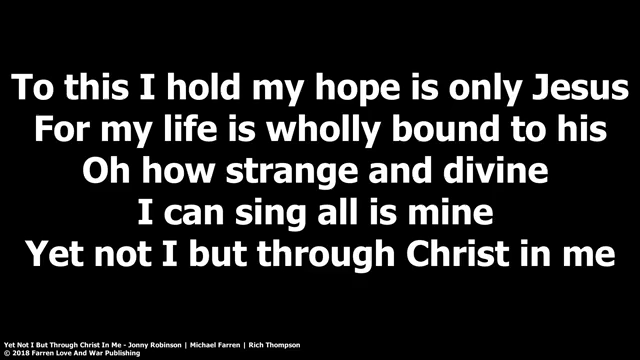 To this I hold my hope is only Jesus
For my life is wholly bound to his
Oh how strange and divine
I can sing all is mine
Yet not I but through Christ in me
Yet Not I But Through Christ In Me - Jonny Robinson | Michael Farren | Rich Thompson
© 2018 Farren Love And War Publishing